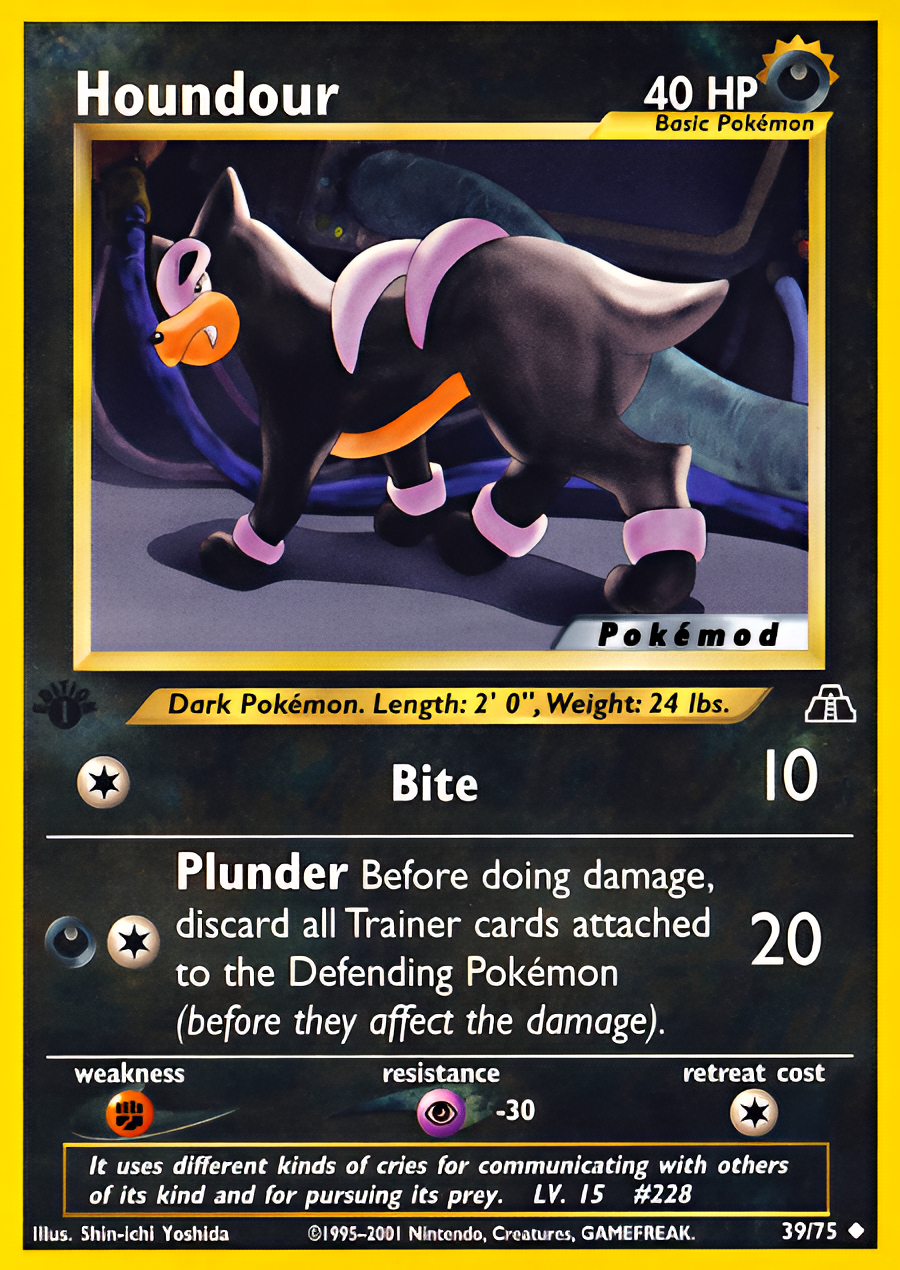 Houndour
40 HP
Basic Pokémon
Pokémod
EDITION
1
Dark Pokémon. Length: 2' 0", Weight: 24 lbs.
Bite
10
Plunder Before doing damage,
discard all Trainer cards attached
to the Defending Pokémon
(before they affect the damage).
20
weakness
resistance
retreat cost
-30
It uses different kinds of cries for communicating with others
of its kind and for pursuing its prey. LV. 15 #228
Illus. Shin-ichi Yoshida
©1995-2001 Nintendo, Creatures, GAMEFREAK.
39/75